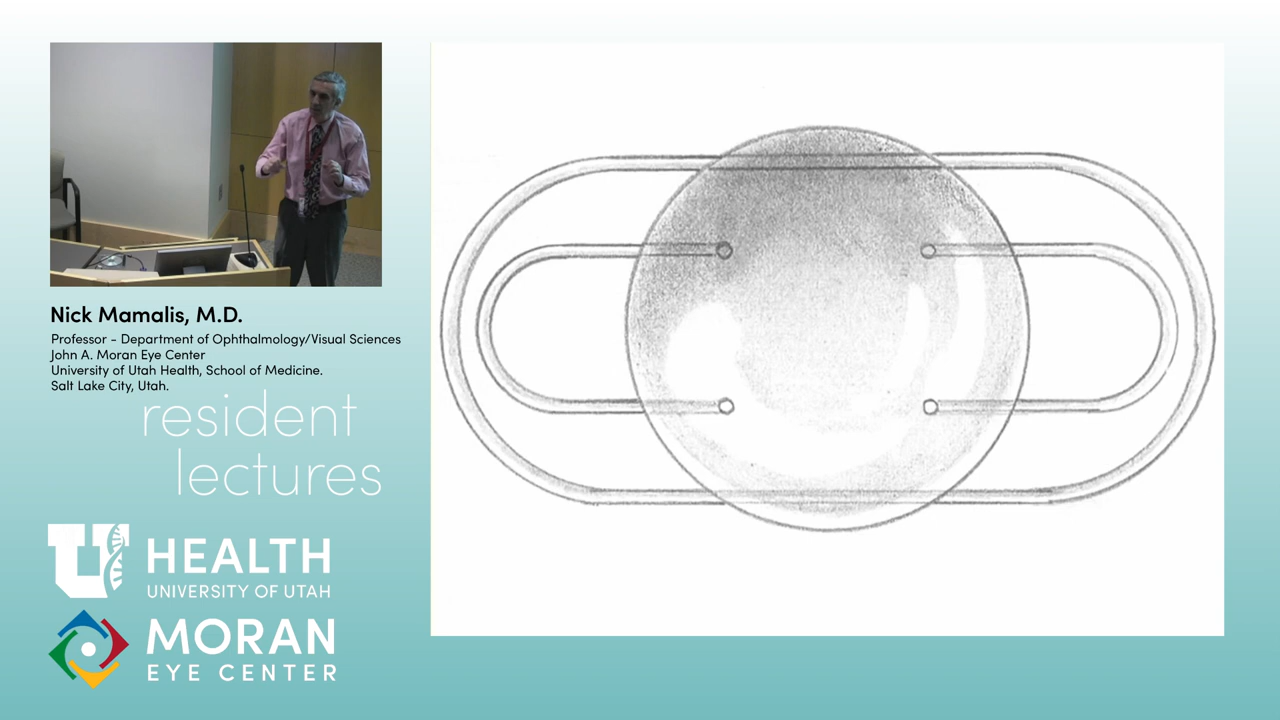 Nick Mamalis, M.D.
Professor - Department of Ophthalmology/Visual Sciences
John A. Moran Eye Center
University of Utah Health, School of Medicine.
Salt Lake City, Utah.
resident
lectures
U HEALTH
UNIVERSITY OF UTAH
MORAN
EYE CENTER